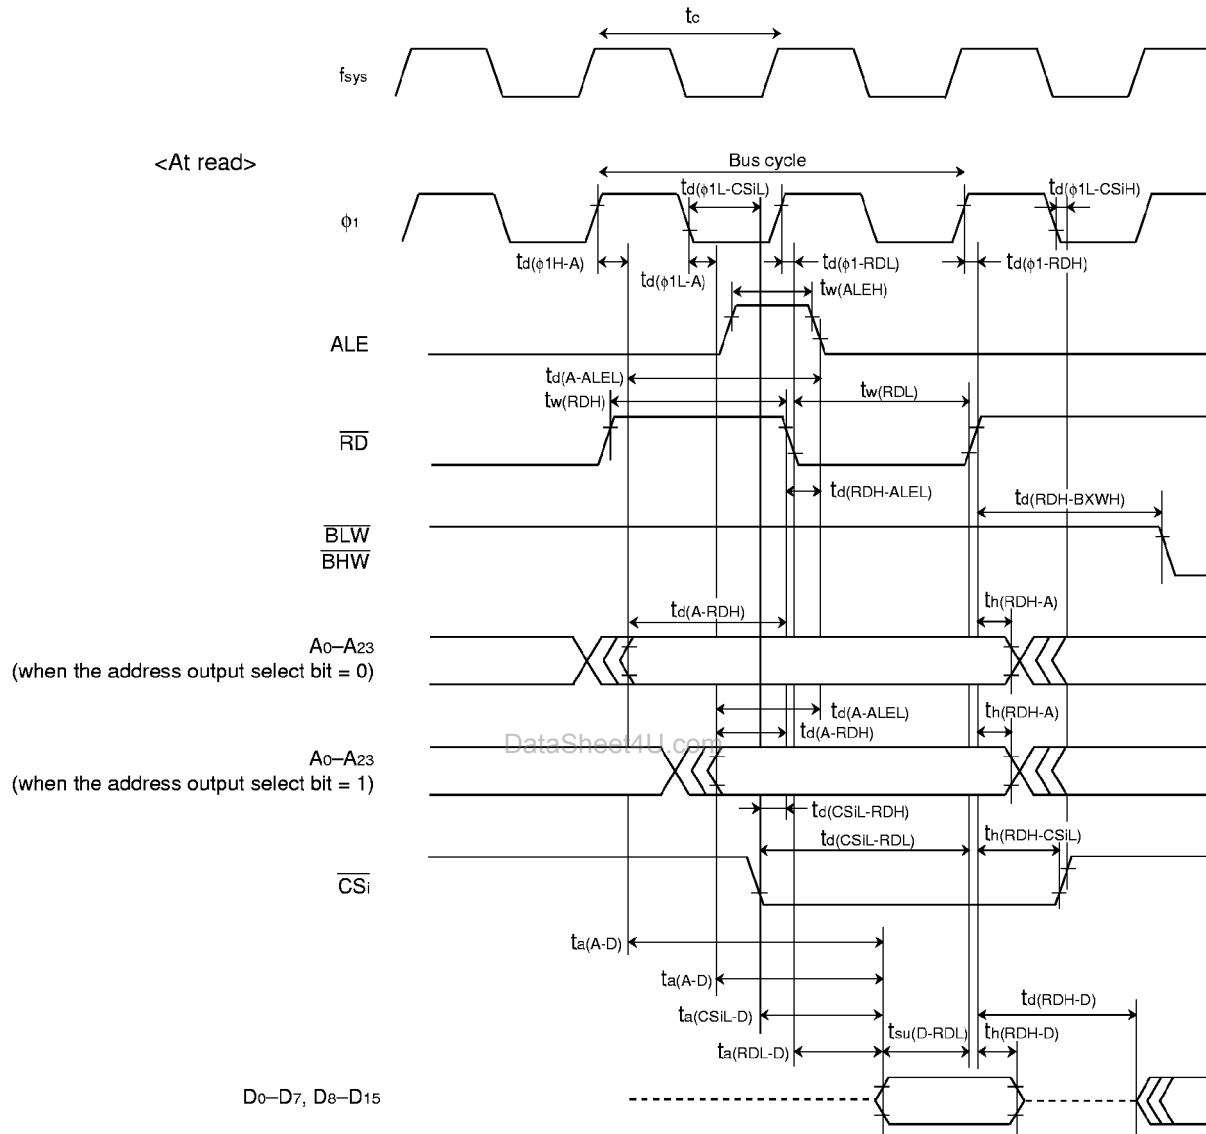 tc
fsys
<At read>
Bus cycle
td(ϕ1L-CSiL)
td(ϕ1L-CSiH)
ϕ1
td(ϕ1H-A)
td(ϕ1L-A)
td(ϕ1-RDL)
td(ϕ1-RDH)
tw(ALEH)
ALE
td(A-ALEL)
tw(RDH)
tw(RDL)
RD
td(RDH-ALEL)
td(RDH-BXWH)
BLW
BHW
td(A-RDH)
th(RDH-A)
A0–A23
(when the address output select bit = 0)
td(A-ALEL)
th(RDH-A)
td(A-RDH)
DataSheet4U.com
A0–A23
(when the address output select bit = 1)
td(CSiL-RDH)
td(CSiL-RDL)
th(RDH-CSiL)
CSi
ta(A-D)
ta(A-D)
td(RDH-D)
ta(CSiL-D)
tsu(D-RDL)
th(RDH-D)
ta(RDL-D)
D0–D7, D8–D15